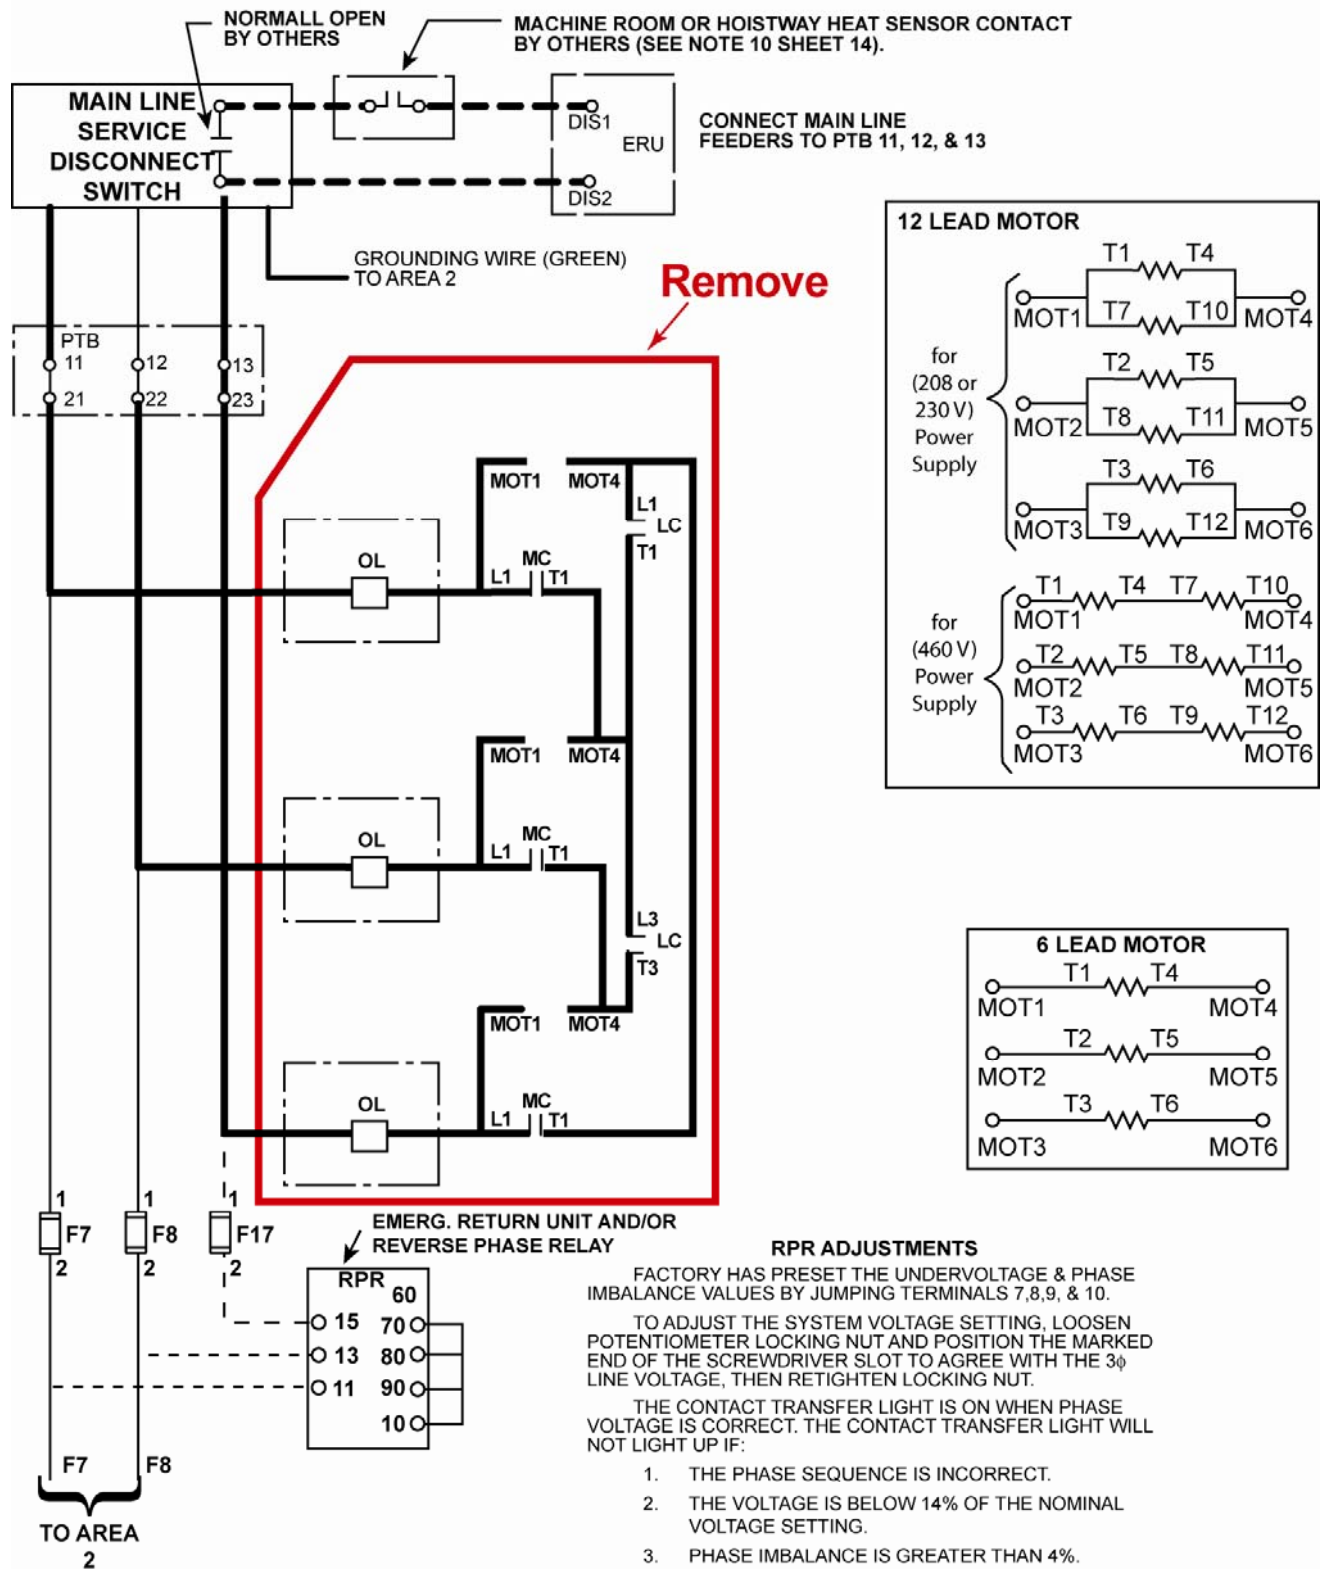 NORMALL OPEN
BY OTHERS
MACHINE ROOM OR HOISTWAY HEAT SENSOR CONTACT
BY OTHERS (SEE NOTE 10 SHEET 14).
MAIN LINE
SERVICE
DISCONNECT
SWITCH
DIS1
ERU
DIS2
CONNECT MAIN LINE
FEEDERS TO PTB 11, 12, & 13
GROUNDING WIRE (GREEN)
TO AREA 2
Remove
PTB
11
12
13
21
22
23
MOT1
MOT4
L1
LC
T1
OL
MC
L1
T1
MOT1
MOT4
OL
MC
L1
T1
L3
LC
T3
MOT1
MOT4
OL
MC
L1
T1
12 LEAD MOTOR
for
(208 or
230 V)
Power
Supply
T1
T4
MOT1
T7
T10
MOT4
T2
T5
MOT2
T8
T11
MOT5
T3
T6
MOT3
T9
T12
MOT6
for
(460 V)
Power
Supply
T1
T4
T7
T10
MOT1
MOT4
T2
T5
T8
T11
MOT2
MOT5
T3
T6
T9
T12
MOT3
MOT6
6 LEAD MOTOR
T1
T4
MOT1
MOT4
T2
T5
MOT2
MOT5
T3
T6
MOT3
MOT6
1
F7
2
1
F8
2
1
F17
2
EMERG. RETURN UNIT AND/OR
REVERSE PHASE RELAY
RPR
60
15
70
13
80
11
90
10
F7
F8
TO AREA
2
RPR ADJUSTMENTS
FACTORY HAS PRESET THE UNDERVOLTAGE & PHASE
IMBALANCE VALUES BY JUMPING TERMINALS 7,8,9, & 10.
TO ADJUST THE SYSTEM VOLTAGE SETTING, LOOSEN
POTENTIOMETER LOCKING NUT AND POSITION THE MARKED
END OF THE SCREWDRIVER SLOT TO AGREE WITH THE 3ϕ
LINE VOLTAGE, THEN RETIGHTEN LOCKING NUT.
THE CONTACT TRANSFER LIGHT IS ON WHEN PHASE
VOLTAGE IS CORRECT. THE CONTACT TRANSFER LIGHT WILL
NOT LIGHT UP IF:
1. THE PHASE SEQUENCE IS INCORRECT.
2. THE VOLTAGE IS BELOW 14% OF THE NOMINAL
VOLTAGE SETTING.
3. PHASE IMBALANCE IS GREATER THAN 4%.